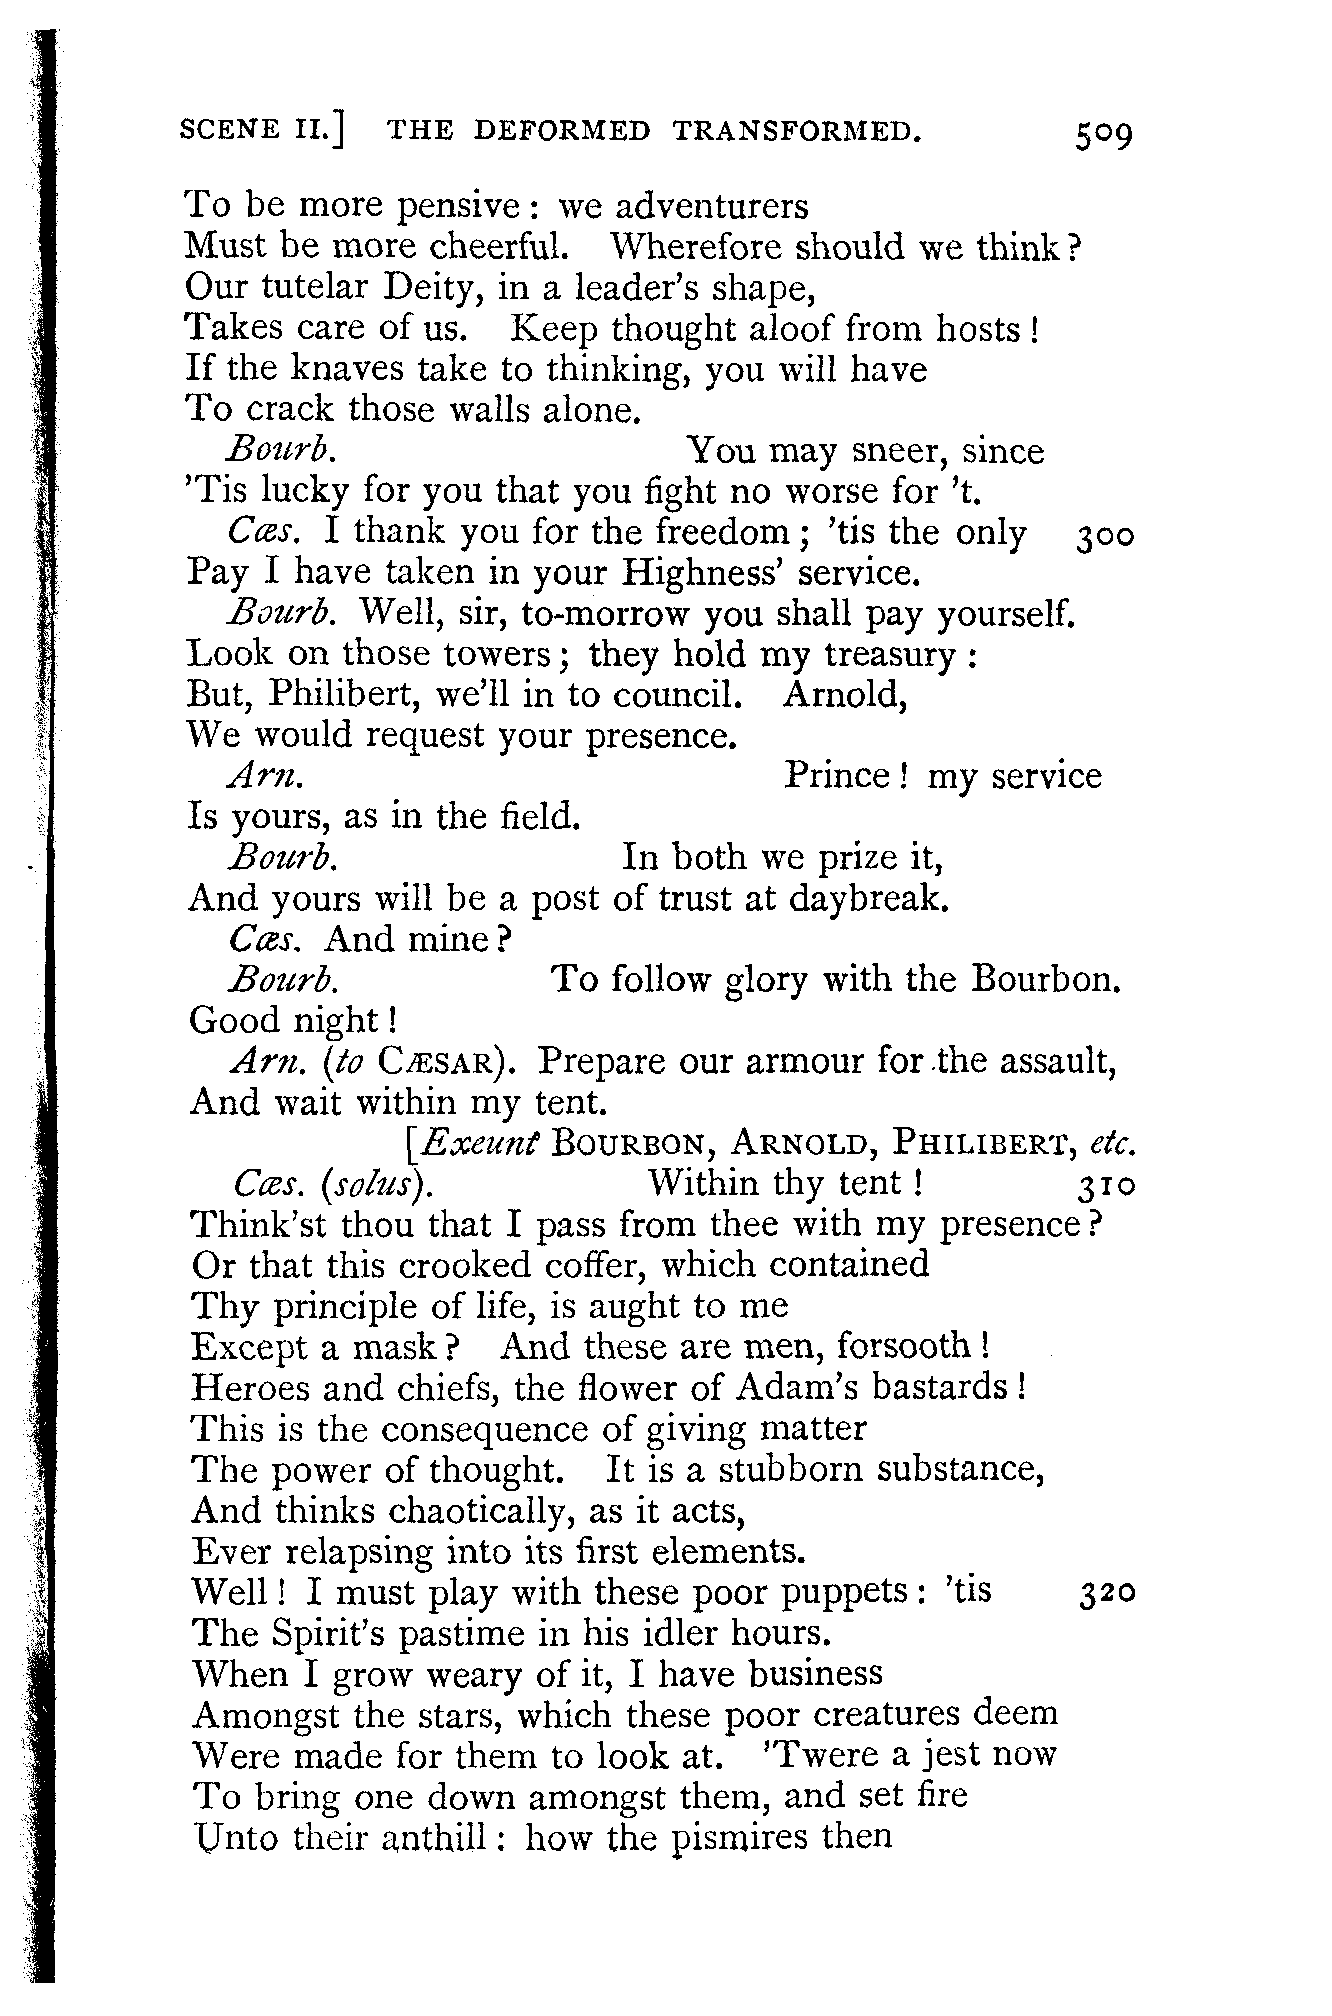 SCENE II.] THE DEFORMED TRANSFORMED. 509
To be more pensive : we adventurers
Must be more cheerful. Wherefore should we think ?
Our tutelar Deity, in a leader's shape,
Takes care of us. Keep thought aloof from hosts !
If the knaves take to thinking, you will have
To crack those walls alone.
Bourb. You may sneer, since
'Tis lucky for you that you fight no worse for 't.
Cæs. I thank you for the freedom ; 'tis the only 300
Pay I have taken in your Highness' service.
Bourb. Well, sir, to-morrow you shall pay yourself.
Look on those towers ; they hold my treasury :
But, Philibert, we'll in to council. Arnold,
We would request your presence.
Arn. Prince ! my service
Is yours, as in the field.
Bourb. In both we prize it,
And yours will be a post of trust at daybreak.
Cæs. And mine ?
Bourb. To follow glory with the Bourbon.
Good night !
Arn. (to CÆSAR). Prepare our armour for the assault,
And wait within my tent.
[Exeunt BOURBON, ARNOLD, PHILIBERT, etc.
Cæs. (solus). Within thy tent ! 310
Think'st thou that I pass from thee with my presence ?
Or that this crooked coffer, which contained
Thy principle of life, is aught to me
Except a mask ? And these are men, forsooth !
Heroes and chiefs, the flower of Adam's bastards !
This is the consequence of giving matter
The power of thought. It is a stubborn substance,
And thinks chaotically, as it acts,
Ever relapsing into its first elements.
Well ! I must play with these poor puppets : 'tis 320
The Spirit's pastime in his idler hours.
When I grow weary of it, I have business
Amongst the stars, which these poor creatures deem
Were made for them to look at. 'Twere a jest now
To bring one down amongst them, and set fire
Unto their anthill : how the pismires then